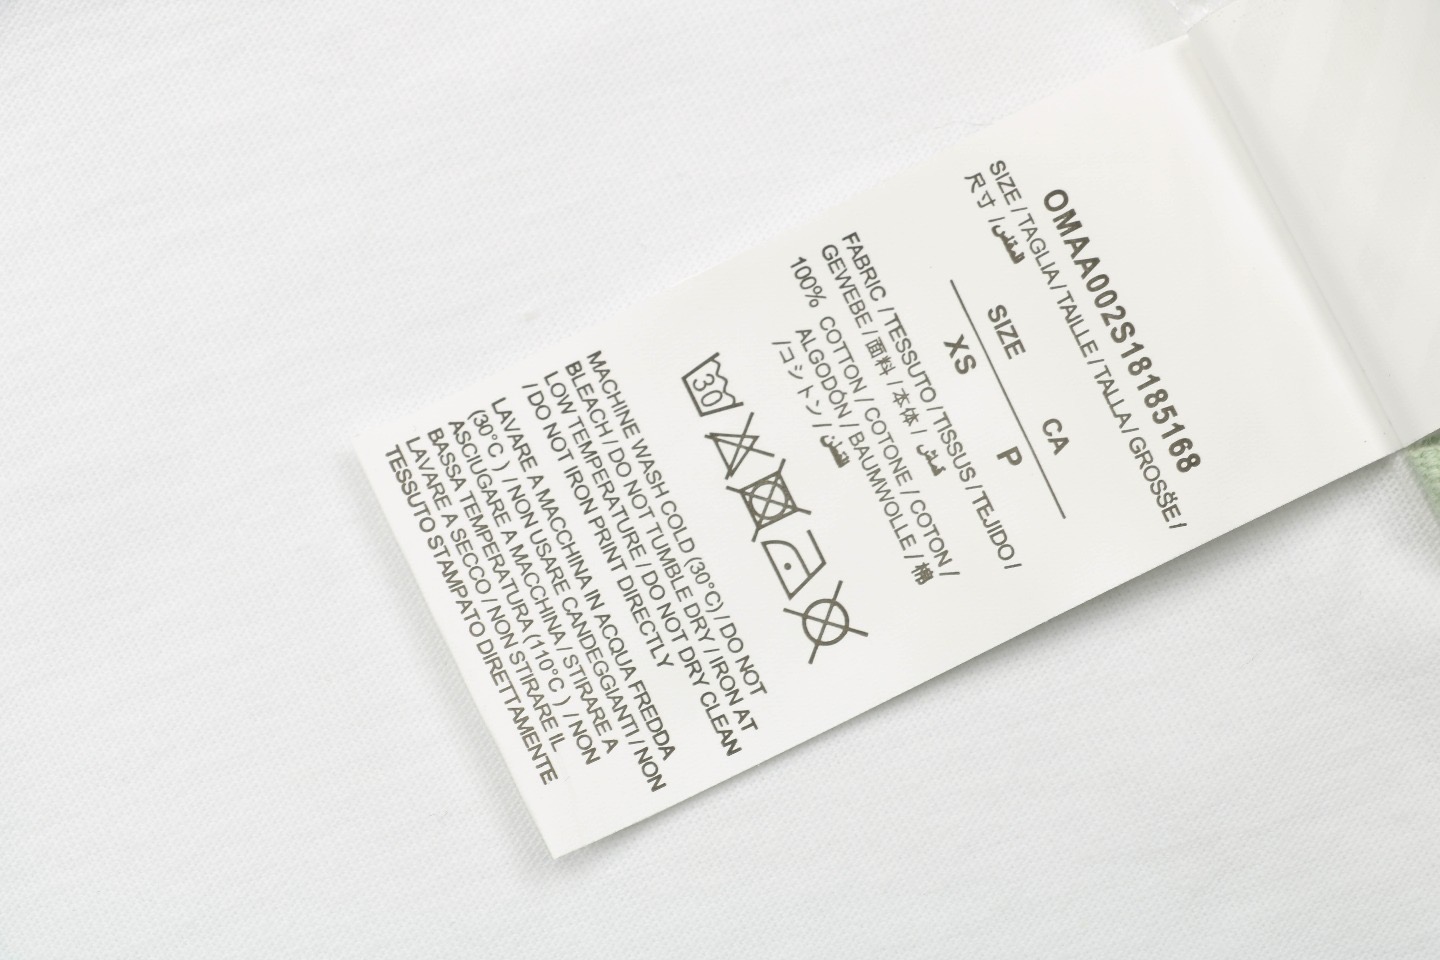 OMAA002S18185168
SIZE / TAGLIA / TAILLE / TALLA / GROSŠE /
尺寸 / المقاس
SIZE CA
XS P
FABRIC / TESSUTO / TISSUS / TEJIDO /
GEWEBE / 面料 / 本体 / قماش
100% COTTON / COTONE / COTON /
ALGODÓN / BAUMWOLLE / 棉
/ コットン / القطن
30
MACHINE WASH COLD (30°C) / DO NOT
BLEACH / DO NOT TUMBLE DRY / IRON AT
LOW TEMPERATURE / DO NOT DRY CLEAN
/ DO NOT IRON PRINT DIRECTLY
LAVARE A MACCHINA IN ACQUA FREDDA
(30°C ) / NON USARE CANDEGGIANTI / NON
ASCIUGARE A MACCHINA / STIRARE A
BASSA TEMPERATURA (110°C ) / NON
LAVARE A SECCO / NON STIRARE IL
TESSUTO STAMPATO DIRETTAMENTE